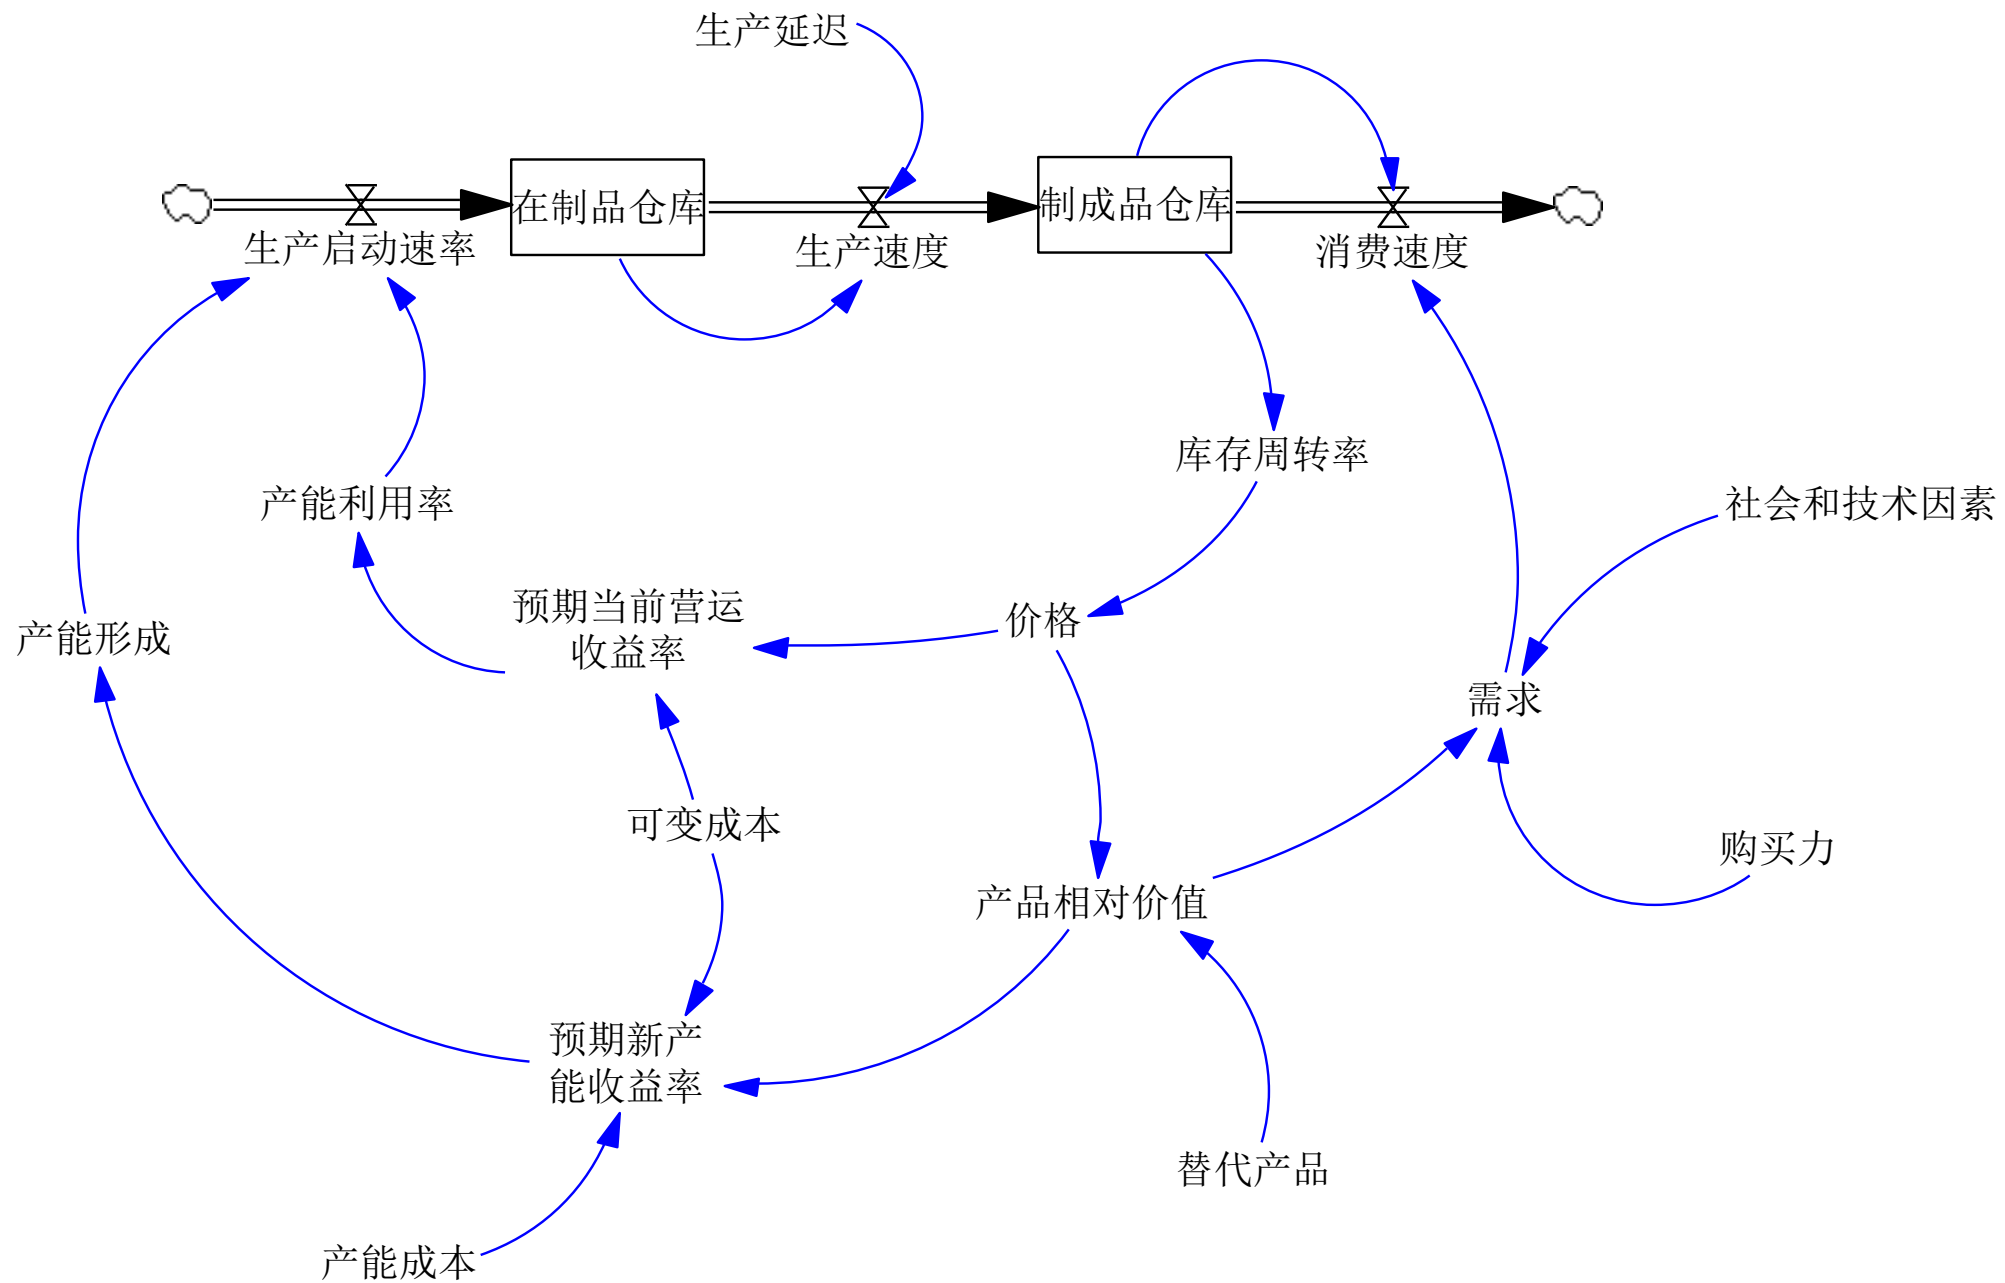 生产延迟
在制品仓库
制成品仓库
生产启动速率
生产速度
消费速度
库存周转率
产能利用率
社会和技术因素
预期当前营运
收益率
价格
产能形成
需求
可变成本
购买力
产品相对价值
预期新产
能收益率
替代产品
产能成本